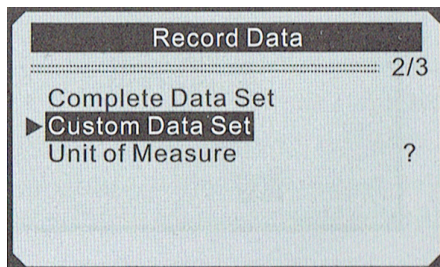 Record Data
2/3
Complete Data Set
Custom Data Set
Unit of Measure ?